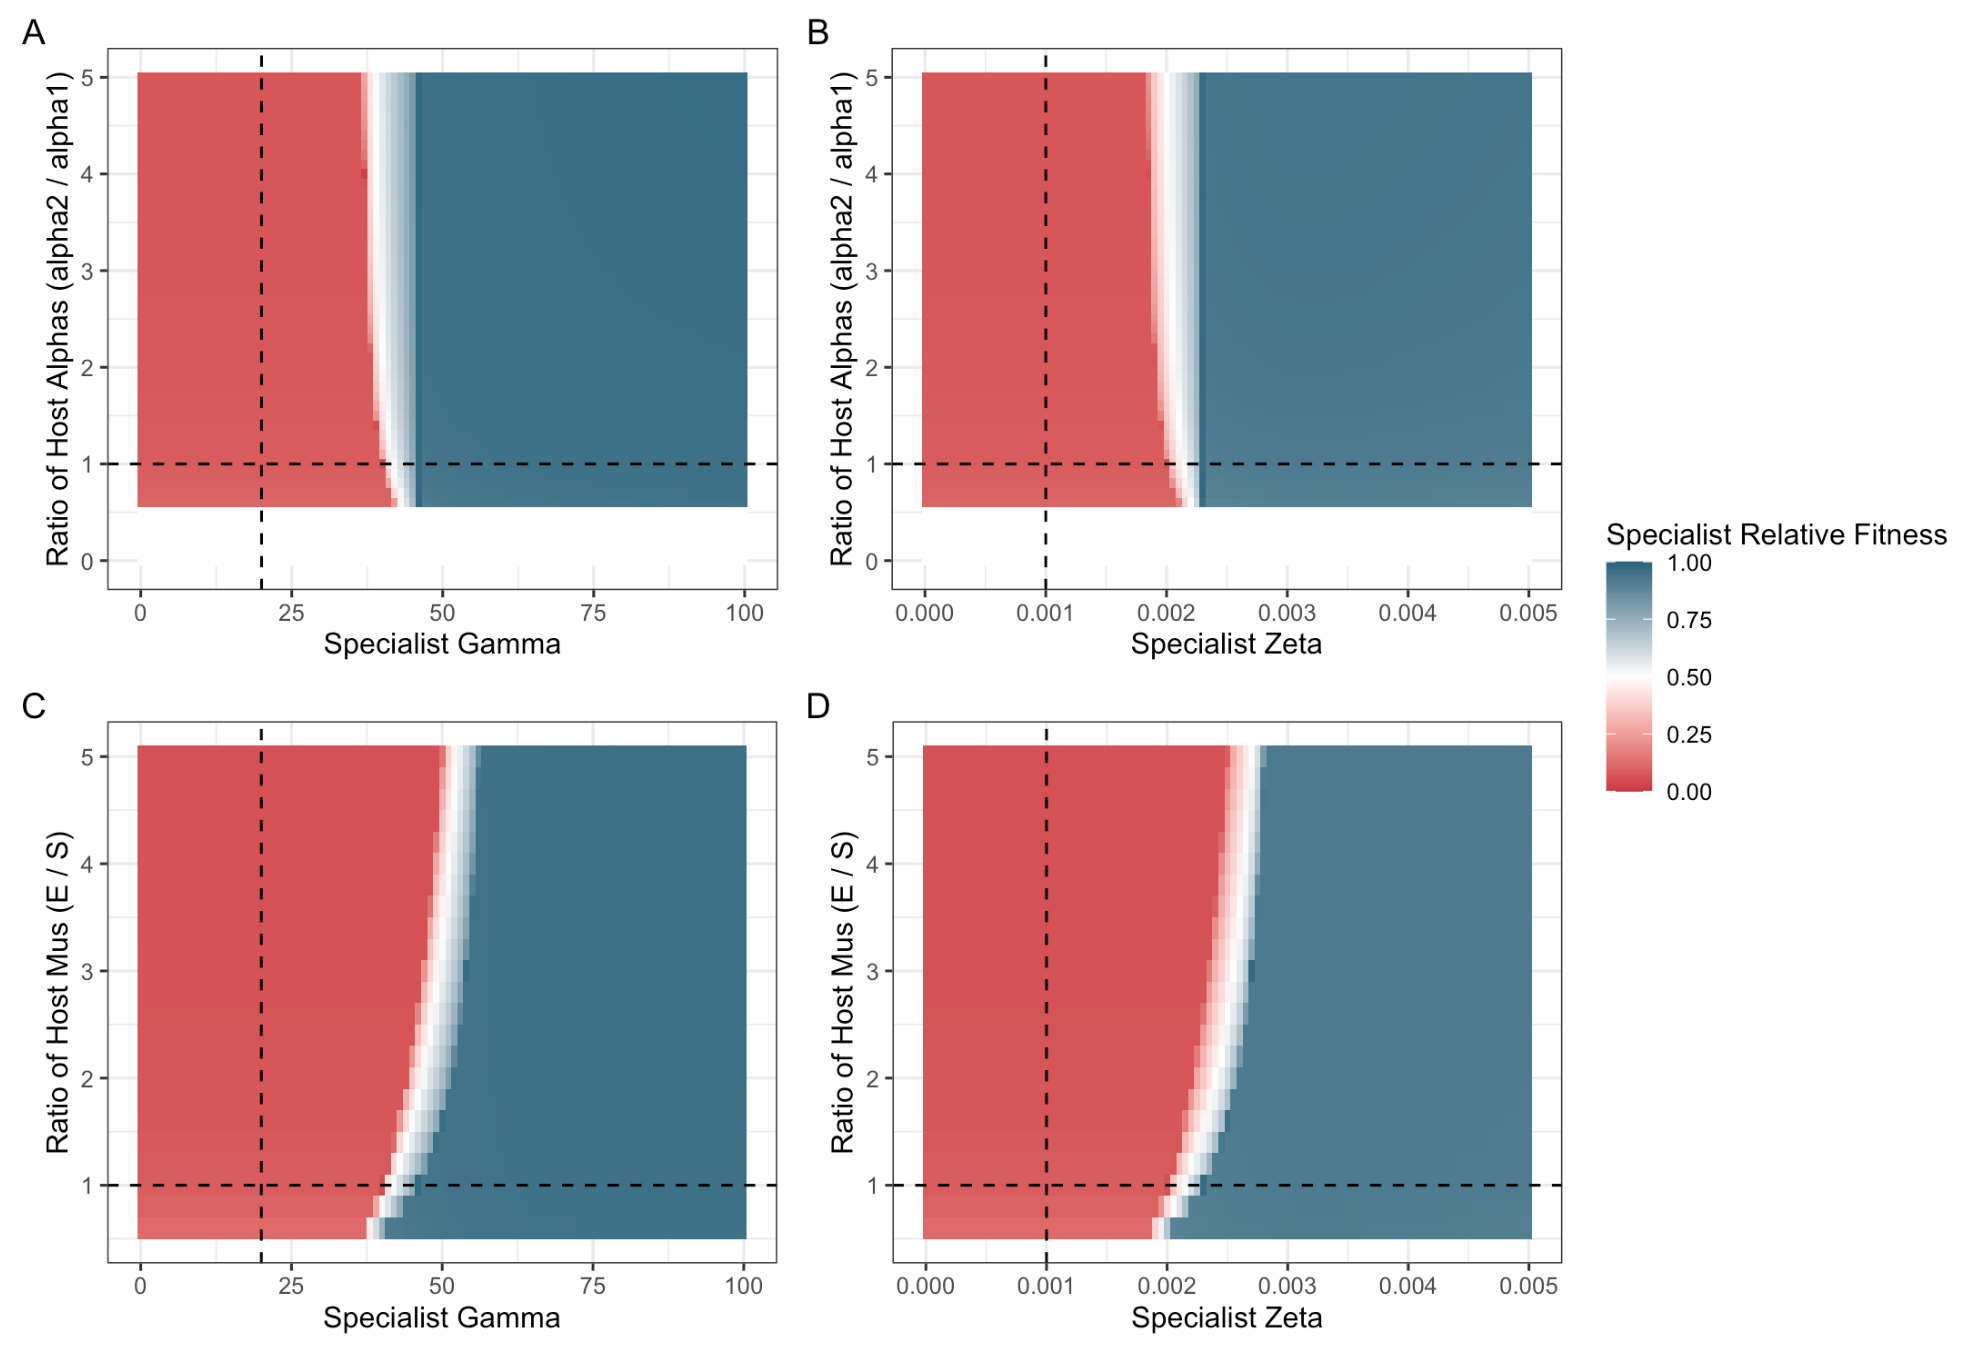 A
Ratio of Host Alphas (alpha2 / alpha1)
5
4
3
2
1
0
0 25 50 75 100
Specialist Gamma
B
Ratio of Host Alphas (alpha2 / alpha1)
5
4
3
2
1
0
0.000 0.001 0.002 0.003 0.004 0.005
Specialist Zeta
Specialist Relative Fitness
1.00
0.75
0.50
0.25
0.00
C
Ratio of Host Mus (E / S)
5
4
3
2
1
0 25 50 75 100
Specialist Gamma
D
Ratio of Host Mus (E / S)
5
4
3
2
1
0.000 0.001 0.002 0.003 0.004 0.005
Specialist Zeta